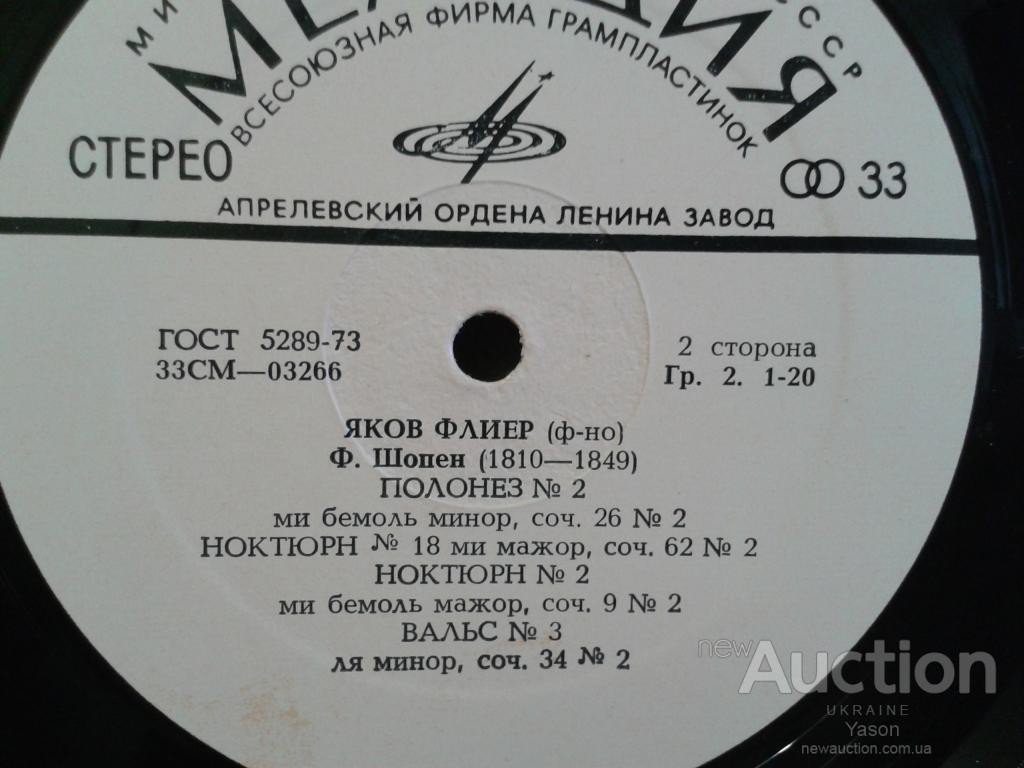 СССР
ВСЕСОЮЗНАЯ ФИРМА ГРАМПЛАСТИНОК
СТЕРЕО
33
АПРЕЛЕВСКИЙ ОРДЕНА ЛЕНИНА ЗАВОД
ГОСТ 5289-73
33СМ—03266
2 сторона
Гр. 2. 1-20
ЯКОВ ФЛИЕР (ф-но)
Ф. Шопен (1810—1849)
ПОЛОНЕЗ № 2
ми бемоль минор, соч. 26 № 2
НОКТЮРН № 18 ми мажор, соч. 62 № 2
НОКТЮРН № 2
ми бемоль мажор, соч. 9 № 2
ВАЛЬС № 3
ля минор, соч. 34 № 2
newAuction
UKRAINE
Yason
newauction.com.ua